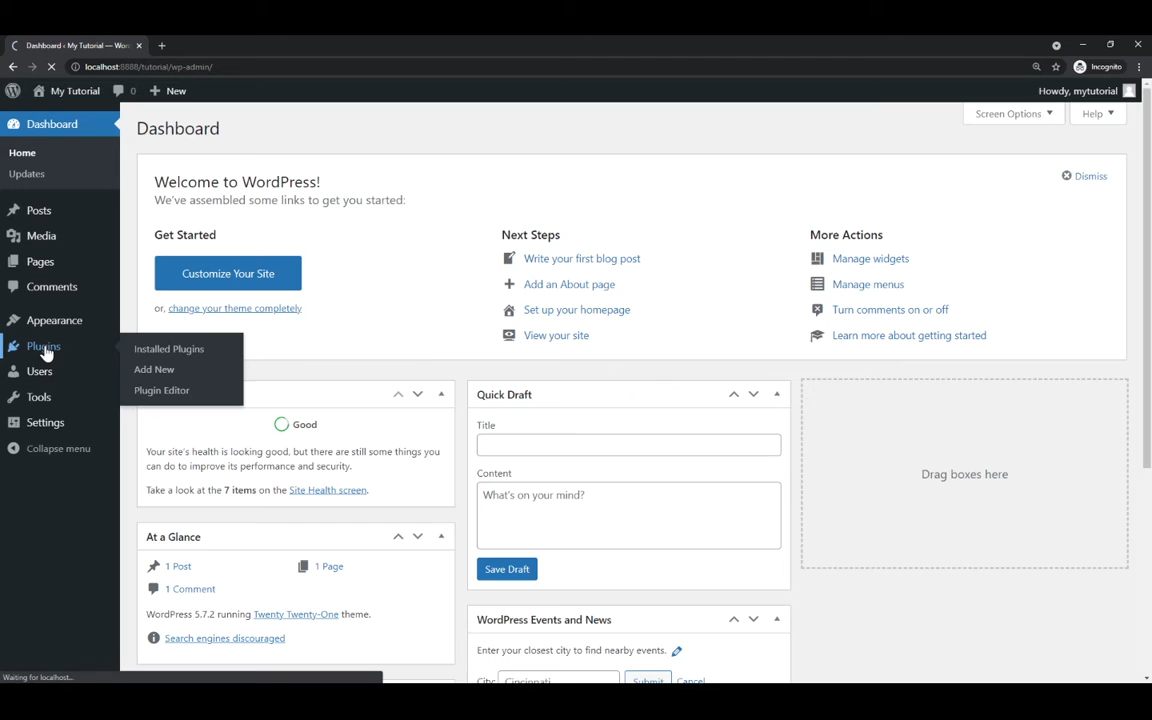 Dashboard ‹ My Tutorial — Wor
localhost:8888/tutorial/wp-admin/
Incognito
My Tutorial
0
New
Howdy, mytutorial
Dashboard
Home
Updates
Posts
Media
Pages
Comments
Appearance
Plugins
Users
Tools
Settings
Collapse menu
Installed Plugins
Add New
Plugin Editor
Dashboard
Screen Options
Help
Welcome to WordPress!
We've assembled some links to get you started:
Dismiss
Get Started
Customize Your Site
or, change your theme completely
Next Steps
Write your first blog post
Add an About page
Set up your homepage
View your site
More Actions
Manage widgets
Manage menus
Turn comments on or off
Learn more about getting started
Good
Your site's health is looking good, but there are still some things you
can do to improve its performance and security.
Take a look at the 7 items on the Site Health screen.
At a Glance
1 Post
1 Page
1 Comment
WordPress 5.7.2 running Twenty Twenty-One theme.
Search engines discouraged
Quick Draft
Title
Content
What's on your mind?
Save Draft
WordPress Events and News
Enter your closest city to find nearby events.
City:
Cincinnati
Submit
Cancel
Drag boxes here
Waiting for localhost...